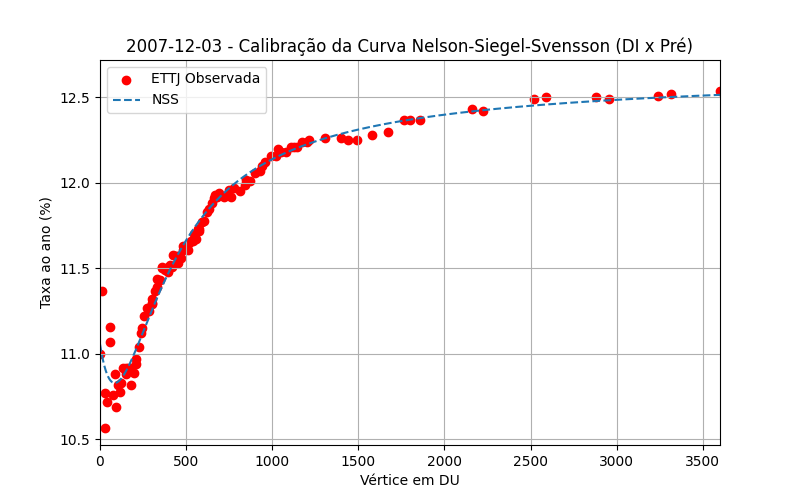 2007-12-03 - Calibração da Curva Nelson-Siegel-Svensson (DI x Pré)
ETTJ Observada
NSS
Taxa ao ano (%)
12.5
12.0
11.5
11.0
10.5
0 500 1000 1500 2000 2500 3000 3500
Vértice em DU